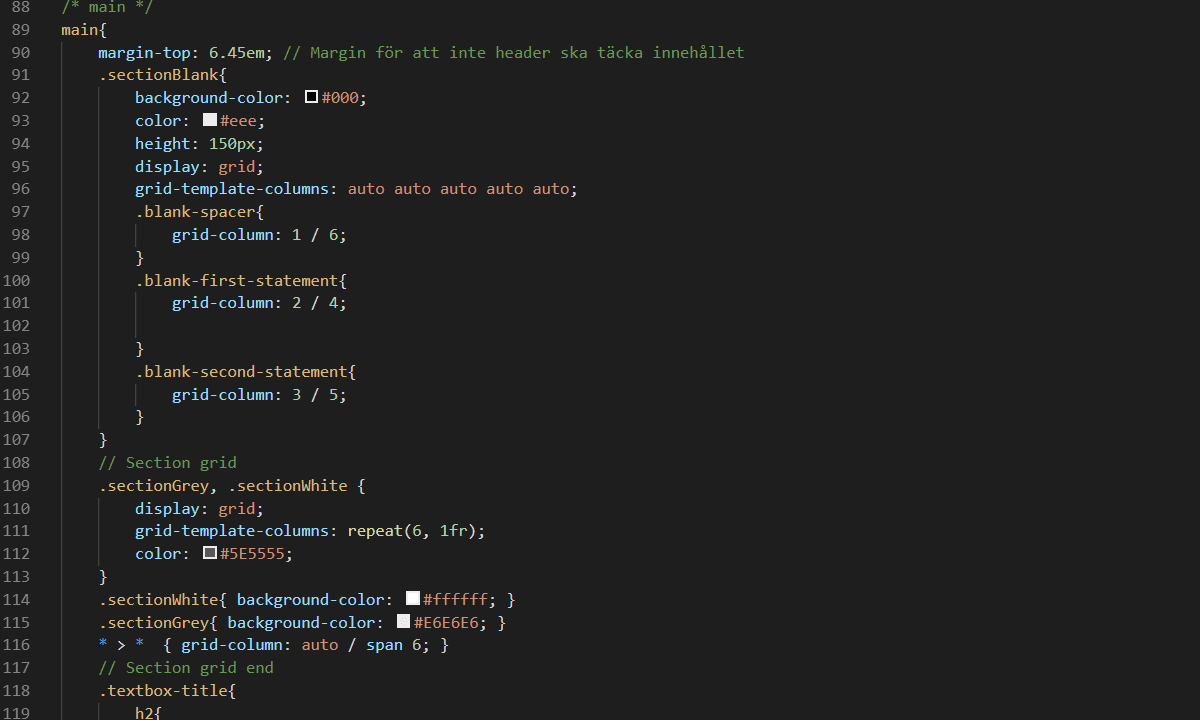 88 /* main */
89 main{
90 margin-top: 6.45em; // Margin för att inte header ska täcka innehållet
91 .sectionBlank{
92 background-color: #000;
93 color: #eee;
94 height: 150px;
95 display: grid;
96 grid-template-columns: auto auto auto auto auto;
97 .blank-spacer{
98 grid-column: 1 / 6;
99 }
100 .blank-first-statement{
101 grid-column: 2 / 4;
102
103 }
104 .blank-second-statement{
105 grid-column: 3 / 5;
106 }
107 }
108 // Section grid
109 .sectionGrey, .sectionWhite {
110 display: grid;
111 grid-template-columns: repeat(6, 1fr);
112 color: #5E5555;
113 }
114 .sectionWhite{ background-color: #ffffff; }
115 .sectionGrey{ background-color: #E6E6E6; }
116 * > *  { grid-column: auto / span 6; }
117 // Section grid end
118 .textbox-title{
119 h2{